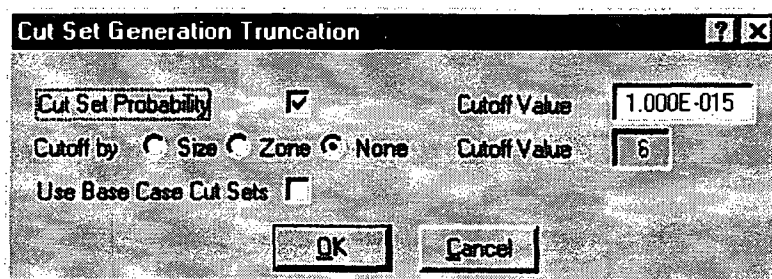 Cut Set Generation Truncation
Cut Set Probability Cutoff Value 1.000E-015
Cutoff by Size Zone None Cutoff Value 6
Use Base Case Cut Sets
OK Cancel